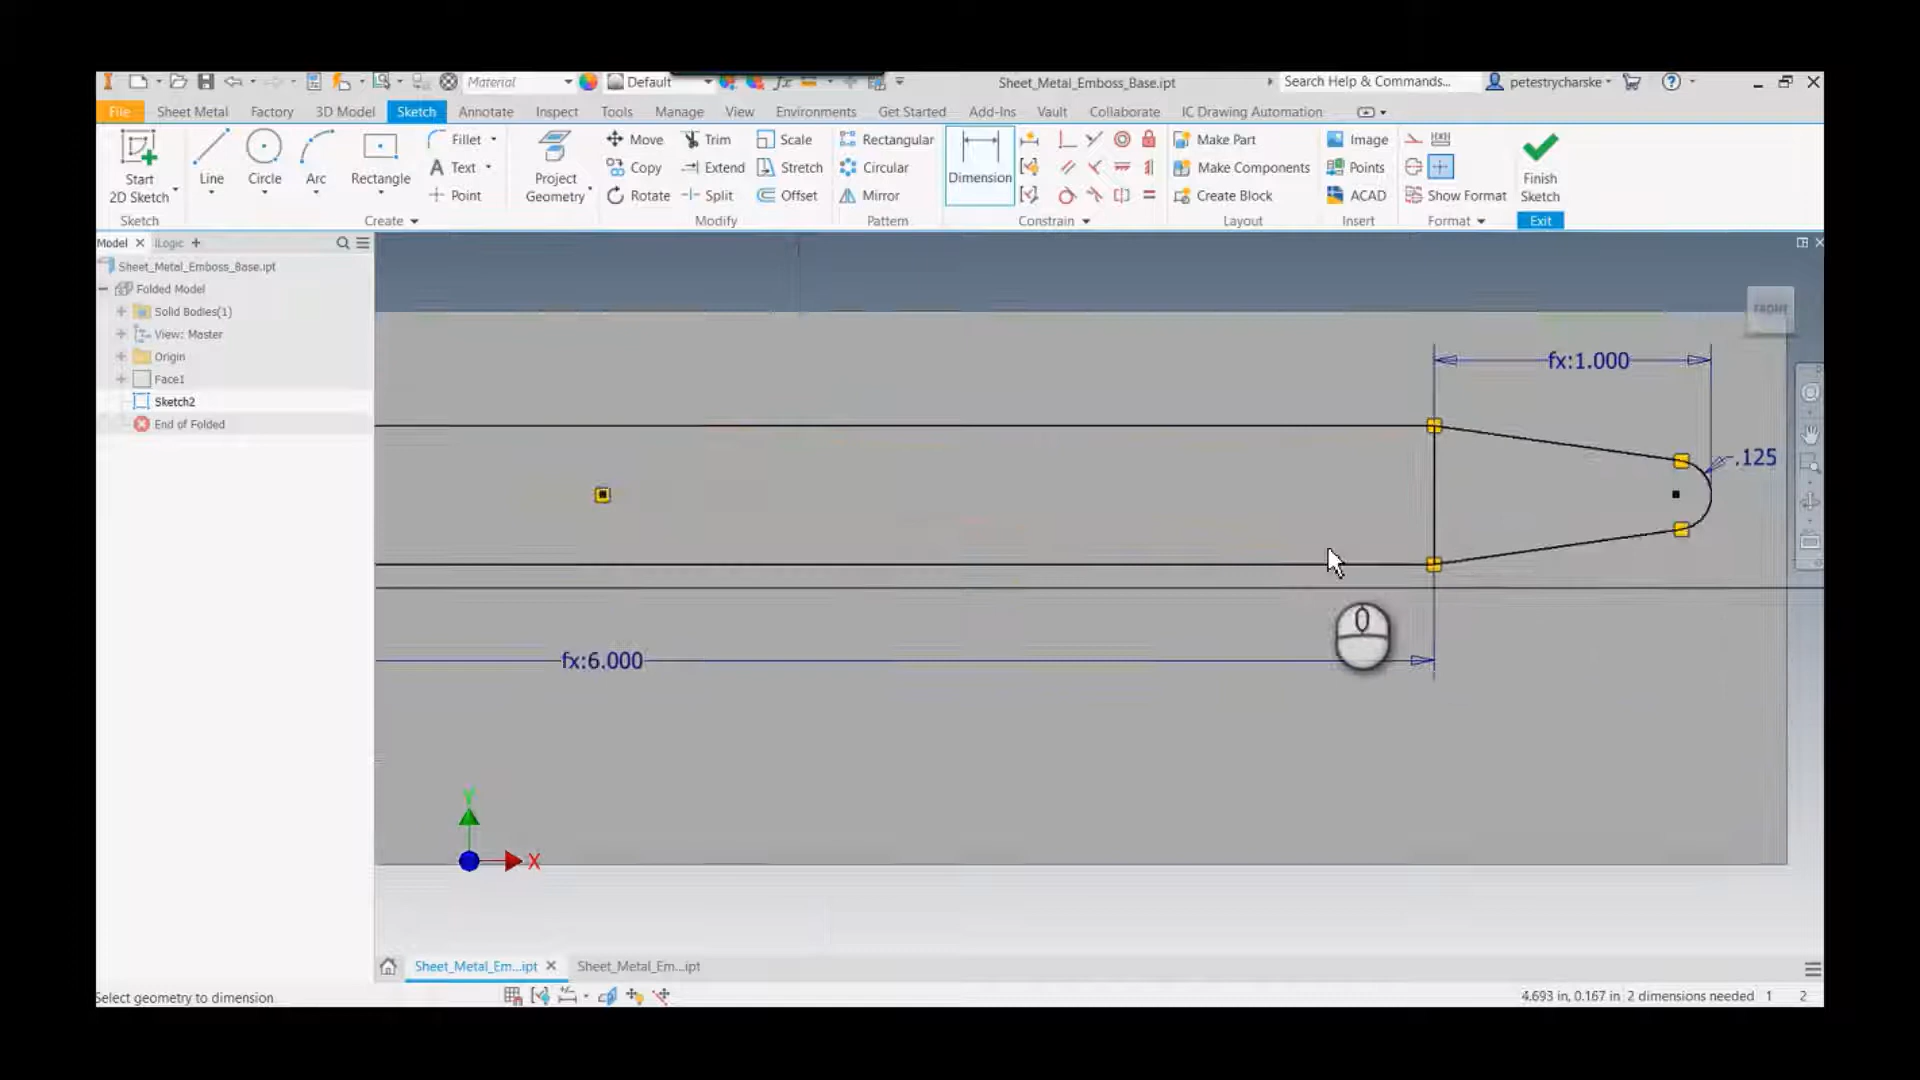 Material Default Sheet_Metal_Emboss_Base.ipt Search Help & Commands... petestrycharske
File Sheet Metal Factory 3D Model Sketch Annotate Inspect Tools Manage View Environments Get Started Add-Ins Vault Collaborate IC Drawing Automation
Start 2D Sketch
Line
Circle
Arc
Rectangle
Fillet
Text
Point
Project Geometry
Move
Copy
Rotate
Trim
Extend
Split
Scale
Stretch
Offset
Rectangular
Circular
Mirror
Dimension
Make Part
Make Components
Create Block
Image
Points
ACAD
Show Format
Finish Sketch
Sketch Create Modify Pattern Constrain Layout Insert Format Exit
Model iLogic +
Sheet_Metal_Emboss_Base.ipt
Folded Model
Solid Bodies(1)
View: Master
Origin
Face1
Sketch2
End of Folded
FRONT
fx:1.000
.125
fx:6.000
Y
X
Sheet_Metal_Em...ipt Sheet_Metal_Em...ipt
Select geometry to dimension
4.693 in, 0.167 in 2 dimensions needed 1 2